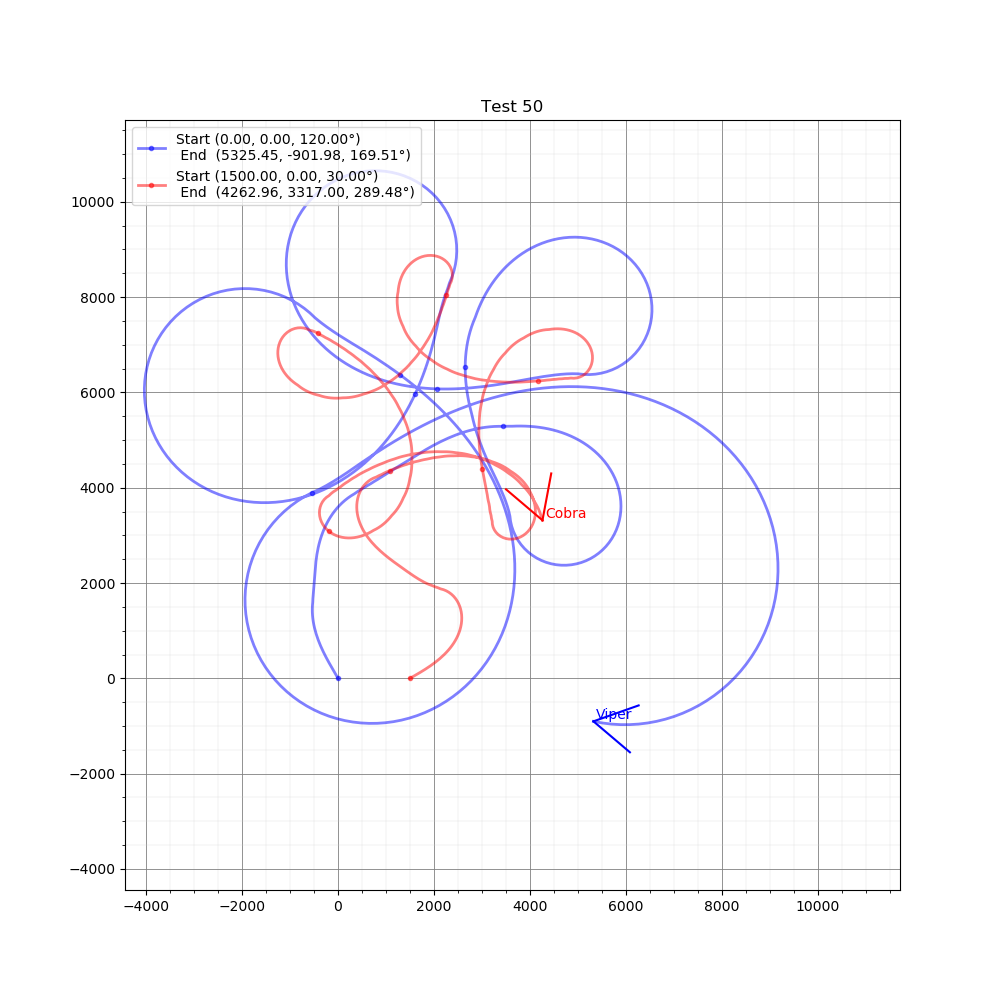 Test 50
Start (0.00, 0.00, 120.00°)
End (5325.45, -901.98, 169.51°)
Start (1500.00, 0.00, 30.00°)
End (4262.96, 3317.00, 289.48°)
10000
8000
6000
4000
2000
0
−2000
−4000
Cobra
Viper
−4000 −2000 0 2000 4000 6000 8000 10000